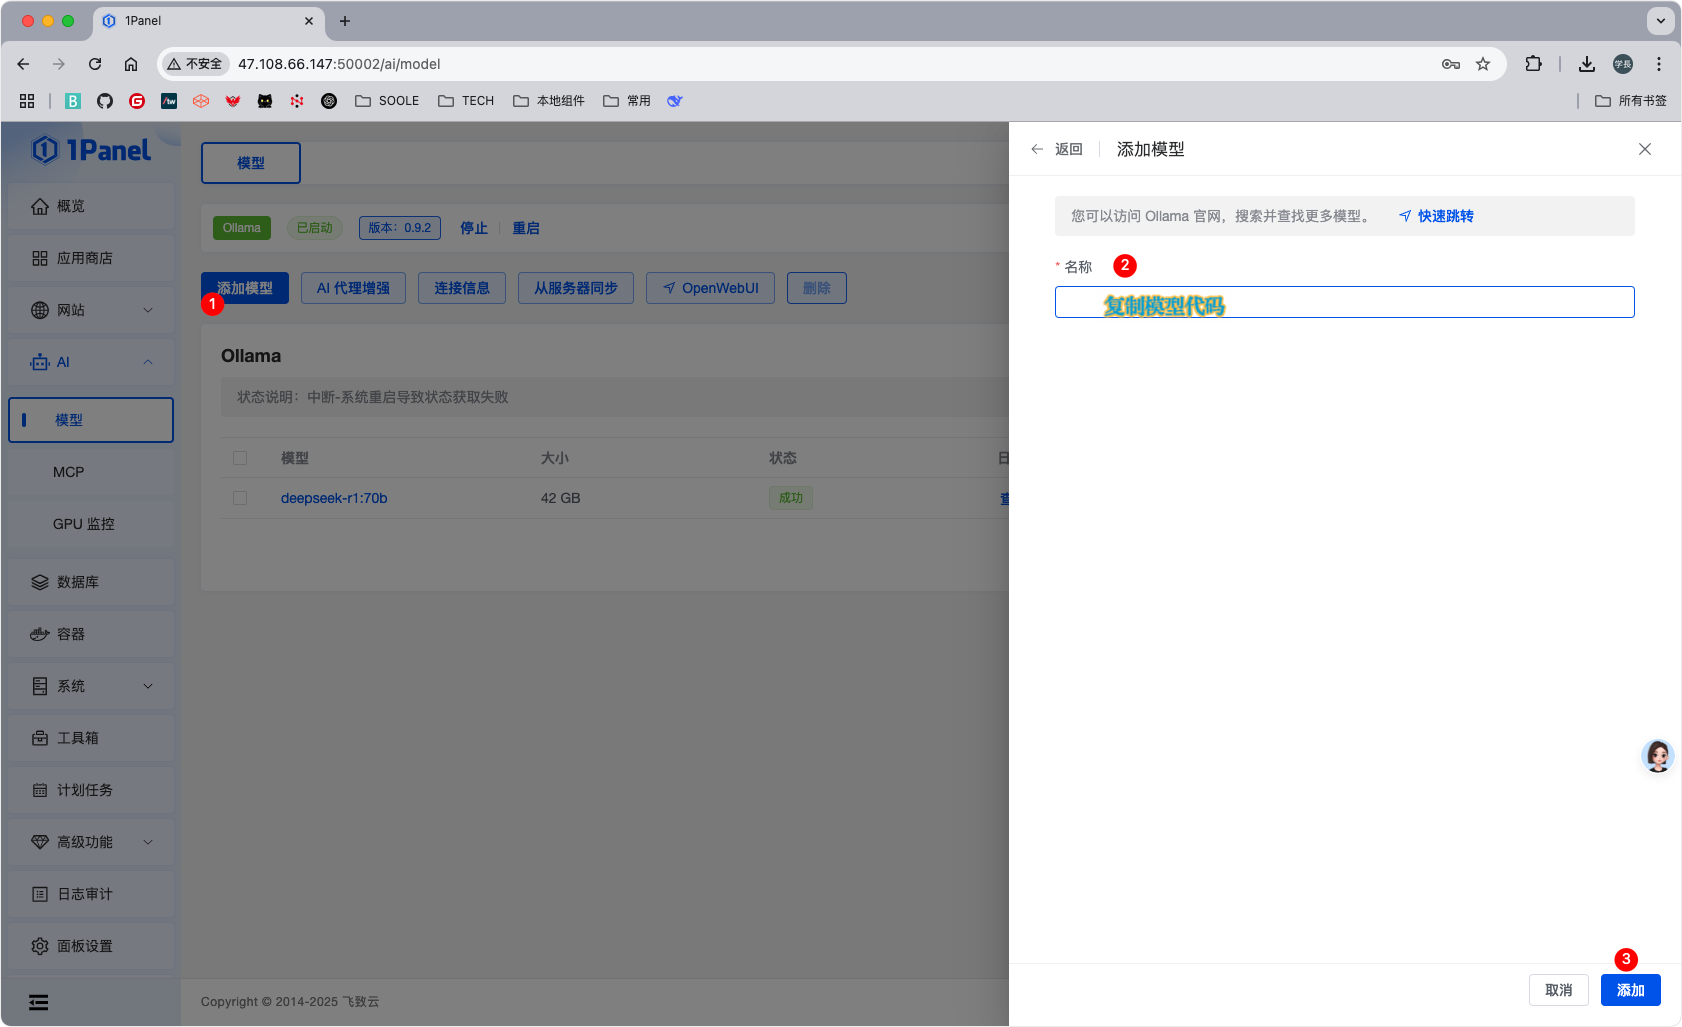 1Panel
不安全 47.108.66.147:50002/ai/model
学長
SOOLE TECH 本地组件 常用 所有书签
1Panel
概览
应用商店
网站
AI
模型
MCP
GPU 监控
数据库
容器
系统
工具箱
计划任务
高级功能
日志审计
面板设置
模型
Ollama 已启动 版本：0.9.2 停止 重启
添加模型 AI 代理增强 连接信息 从服务器同步 OpenWebUI 删除
1
Ollama
状态说明：中断-系统重启导致状态获取失败
模型 大小 状态 日
deepseek-r1:70b 42 GB 成功 查
Copyright © 2014-2025 飞致云
返回 添加模型
您可以访问 Ollama 官网，搜索并查找更多模型。 快速跳转
* 名称 2
复制模型代码
3
取消 添加